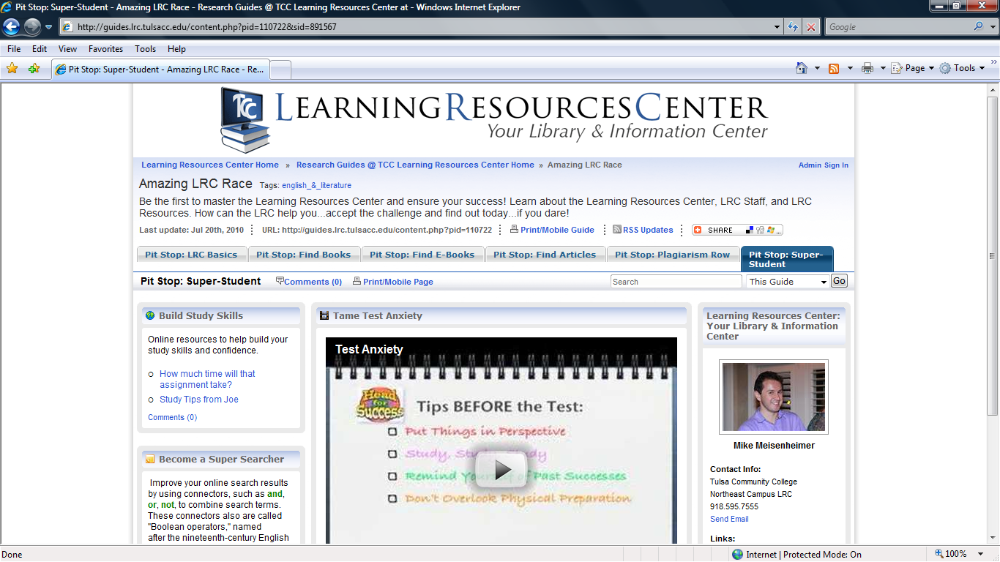 Pit Stop: Super-Student - Amazing LRC Race - Research Guides @ TCC Learning Resources Center at - Windows Internet Explorer
http://guides.lrc.tulsacc.edu/content.php?pid=110722&sid=891567
Google
File Edit View Favorites Tools Help
Pit Stop: Super-Student - Amazing LRC Race - Re...
Page Tools
TCC
LEARNINGRESOURCESCENTER
Your Library & Information Center
Learning Resources Center Home » Research Guides @ TCC Learning Resources Center Home » Amazing LRC Race
Admin Sign In
Amazing LRC Race Tags: english_&_literature
Be the first to master the Learning Resources Center and ensure your success! Learn about the Learning Resources Center, LRC Staff, and LRC
Resources. How can the LRC help you...accept the challenge and find out today...if you dare!
Last update: Jul 20th, 2010 URL: http://guides.lrc.tulsacc.edu/content.php?pid=110722 Print/Mobile Guide RSS Updates SHARE ...
Pit Stop: LRC Basics Pit Stop: Find Books Pit Stop: Find E-Books Pit Stop: Find Articles Pit Stop: Plagiarism Row Pit Stop: Super-
Student
Pit Stop: Super-Student Comments (0) Print/Mobile Page Search This Guide Go
Build Study Skills
Online resources to help build your
study skills and confidence.
How much time will that
assignment take?
Study Tips from Joe
Comments (0)
Become a Super Searcher
Improve your online search results
by using connectors, such as and,
or, not, to combine search terms.
These connectors also are called
"Boolean operators," named
after the nineteenth-century English
Tame Test Anxiety
Test Anxiety
Head
for
Success
Tips BEFORE the Test:
Put Things in Perspective
Study, Study, Study
Remind Yourself of Past Successes
Don't Overlook Physical Preparation
Learning Resources Center:
Your Library & Information
Center
Mike Meisenheimer
Contact Info:
Tulsa Community College
Northeast Campus LRC
918.595.7555
Send Email
Links:
Done
Internet | Protected Mode: On
100%